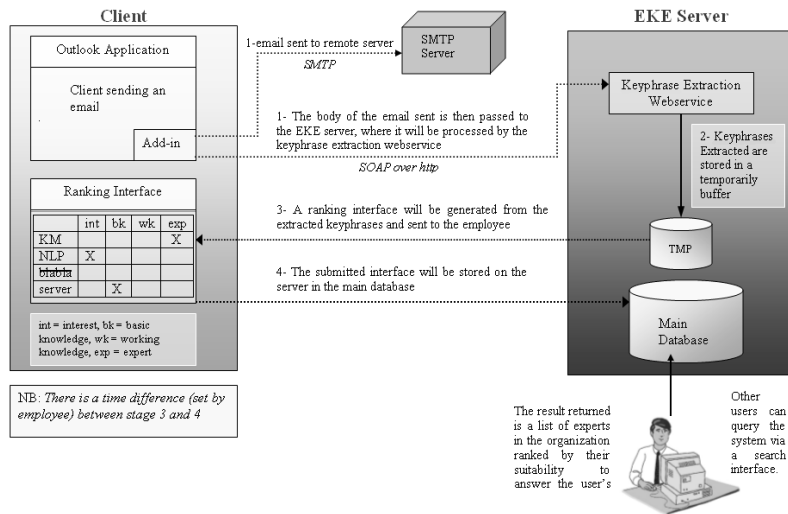 Client
EKE Server
Outlook Application
Client sending an
email
Add-in
1-email sent to remote server
SMTP
SMTP
Server
1- The body of the email sent is then passed to
the EKE server, where it will be processed by the
keyphrase extraction webservice
SOAP over http
Keyphrase Extraction
Webservice
2- Keyphrases
Extracted are
stored in a
temporarily
buffer
Ranking Interface
int bk wk exp
KM X
NLP X
blabla
server X
3- A ranking interface will be generated from the
extracted keyphrases and sent to the employee
TMP
4- The submitted interface will be stored on the
server in the main database
Main
Database
int = interest, bk = basic
knowledge, wk = working
knowledge, exp = expert
NB: There is a time difference (set by
employee) between stage 3 and 4
The result returned
is a list of experts
in the organization
ranked by their
suitability to
answer the user's
Other
users can
query the
system via
a search
interface.